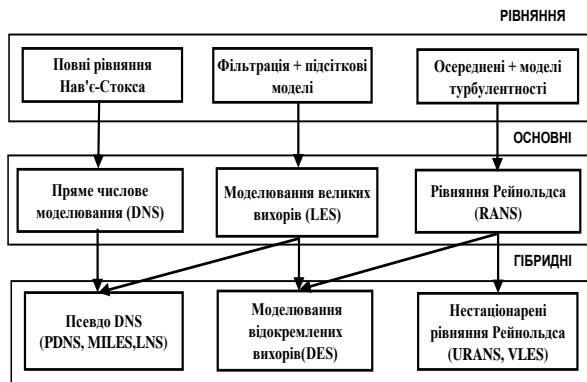 РІВНЯННЯ
Повні рівняння
Нав'є-Стокса
Фільтрація + підсіткові
моделі
Осереднені + моделі
турбулентності
ОСНОВНІ
Пряме числове
моделювання (DNS)
Моделювання великих
вихорів (LES)
Рівняння Рейнольдса
(RANS)
ГІБРИДНІ
Псевдо DNS
(PDNS, MILES,LNS)
Моделювання
відокремлених
вихорів(DES)
Нестаціонарені
рівняння Рейнольдса
(URANS, VLES)